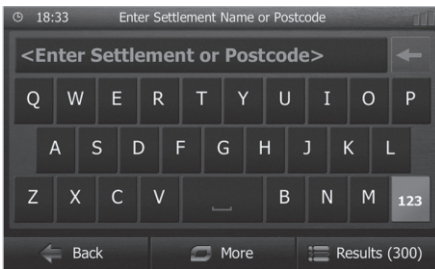 18:33 Enter Settlement Name or Postcode
<Enter Settlement or Postcode>
Q W E R T Y U I O P
A S D F G H J K L
Z X C V B N M 123
Back More Results (300)